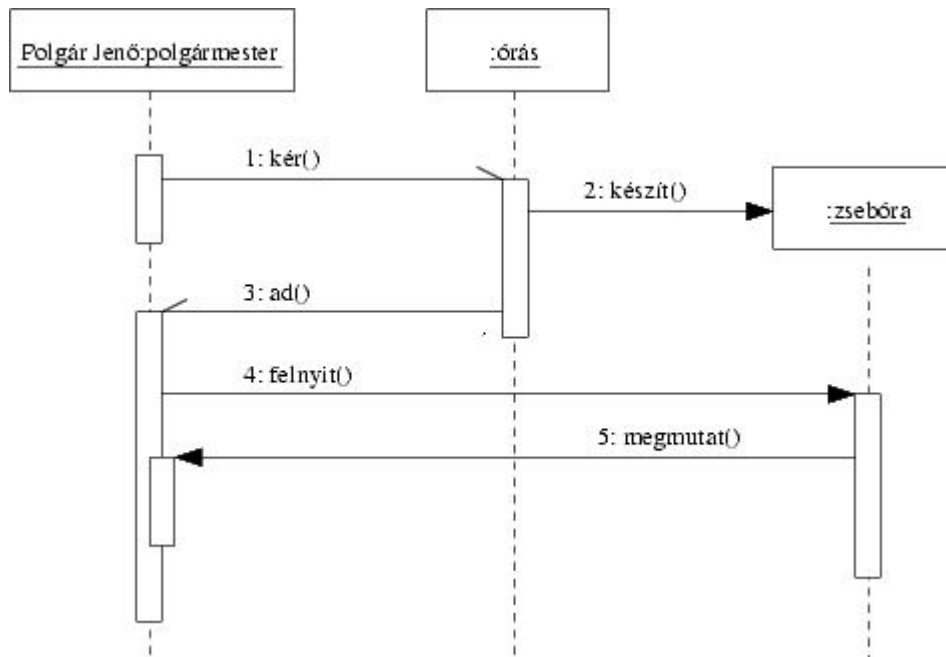 Polgár Jenő:polgármester
:órás
1: kér()
2: készít()
:zsebóra
3: ad()
4: felnyit()
5: megmutat()